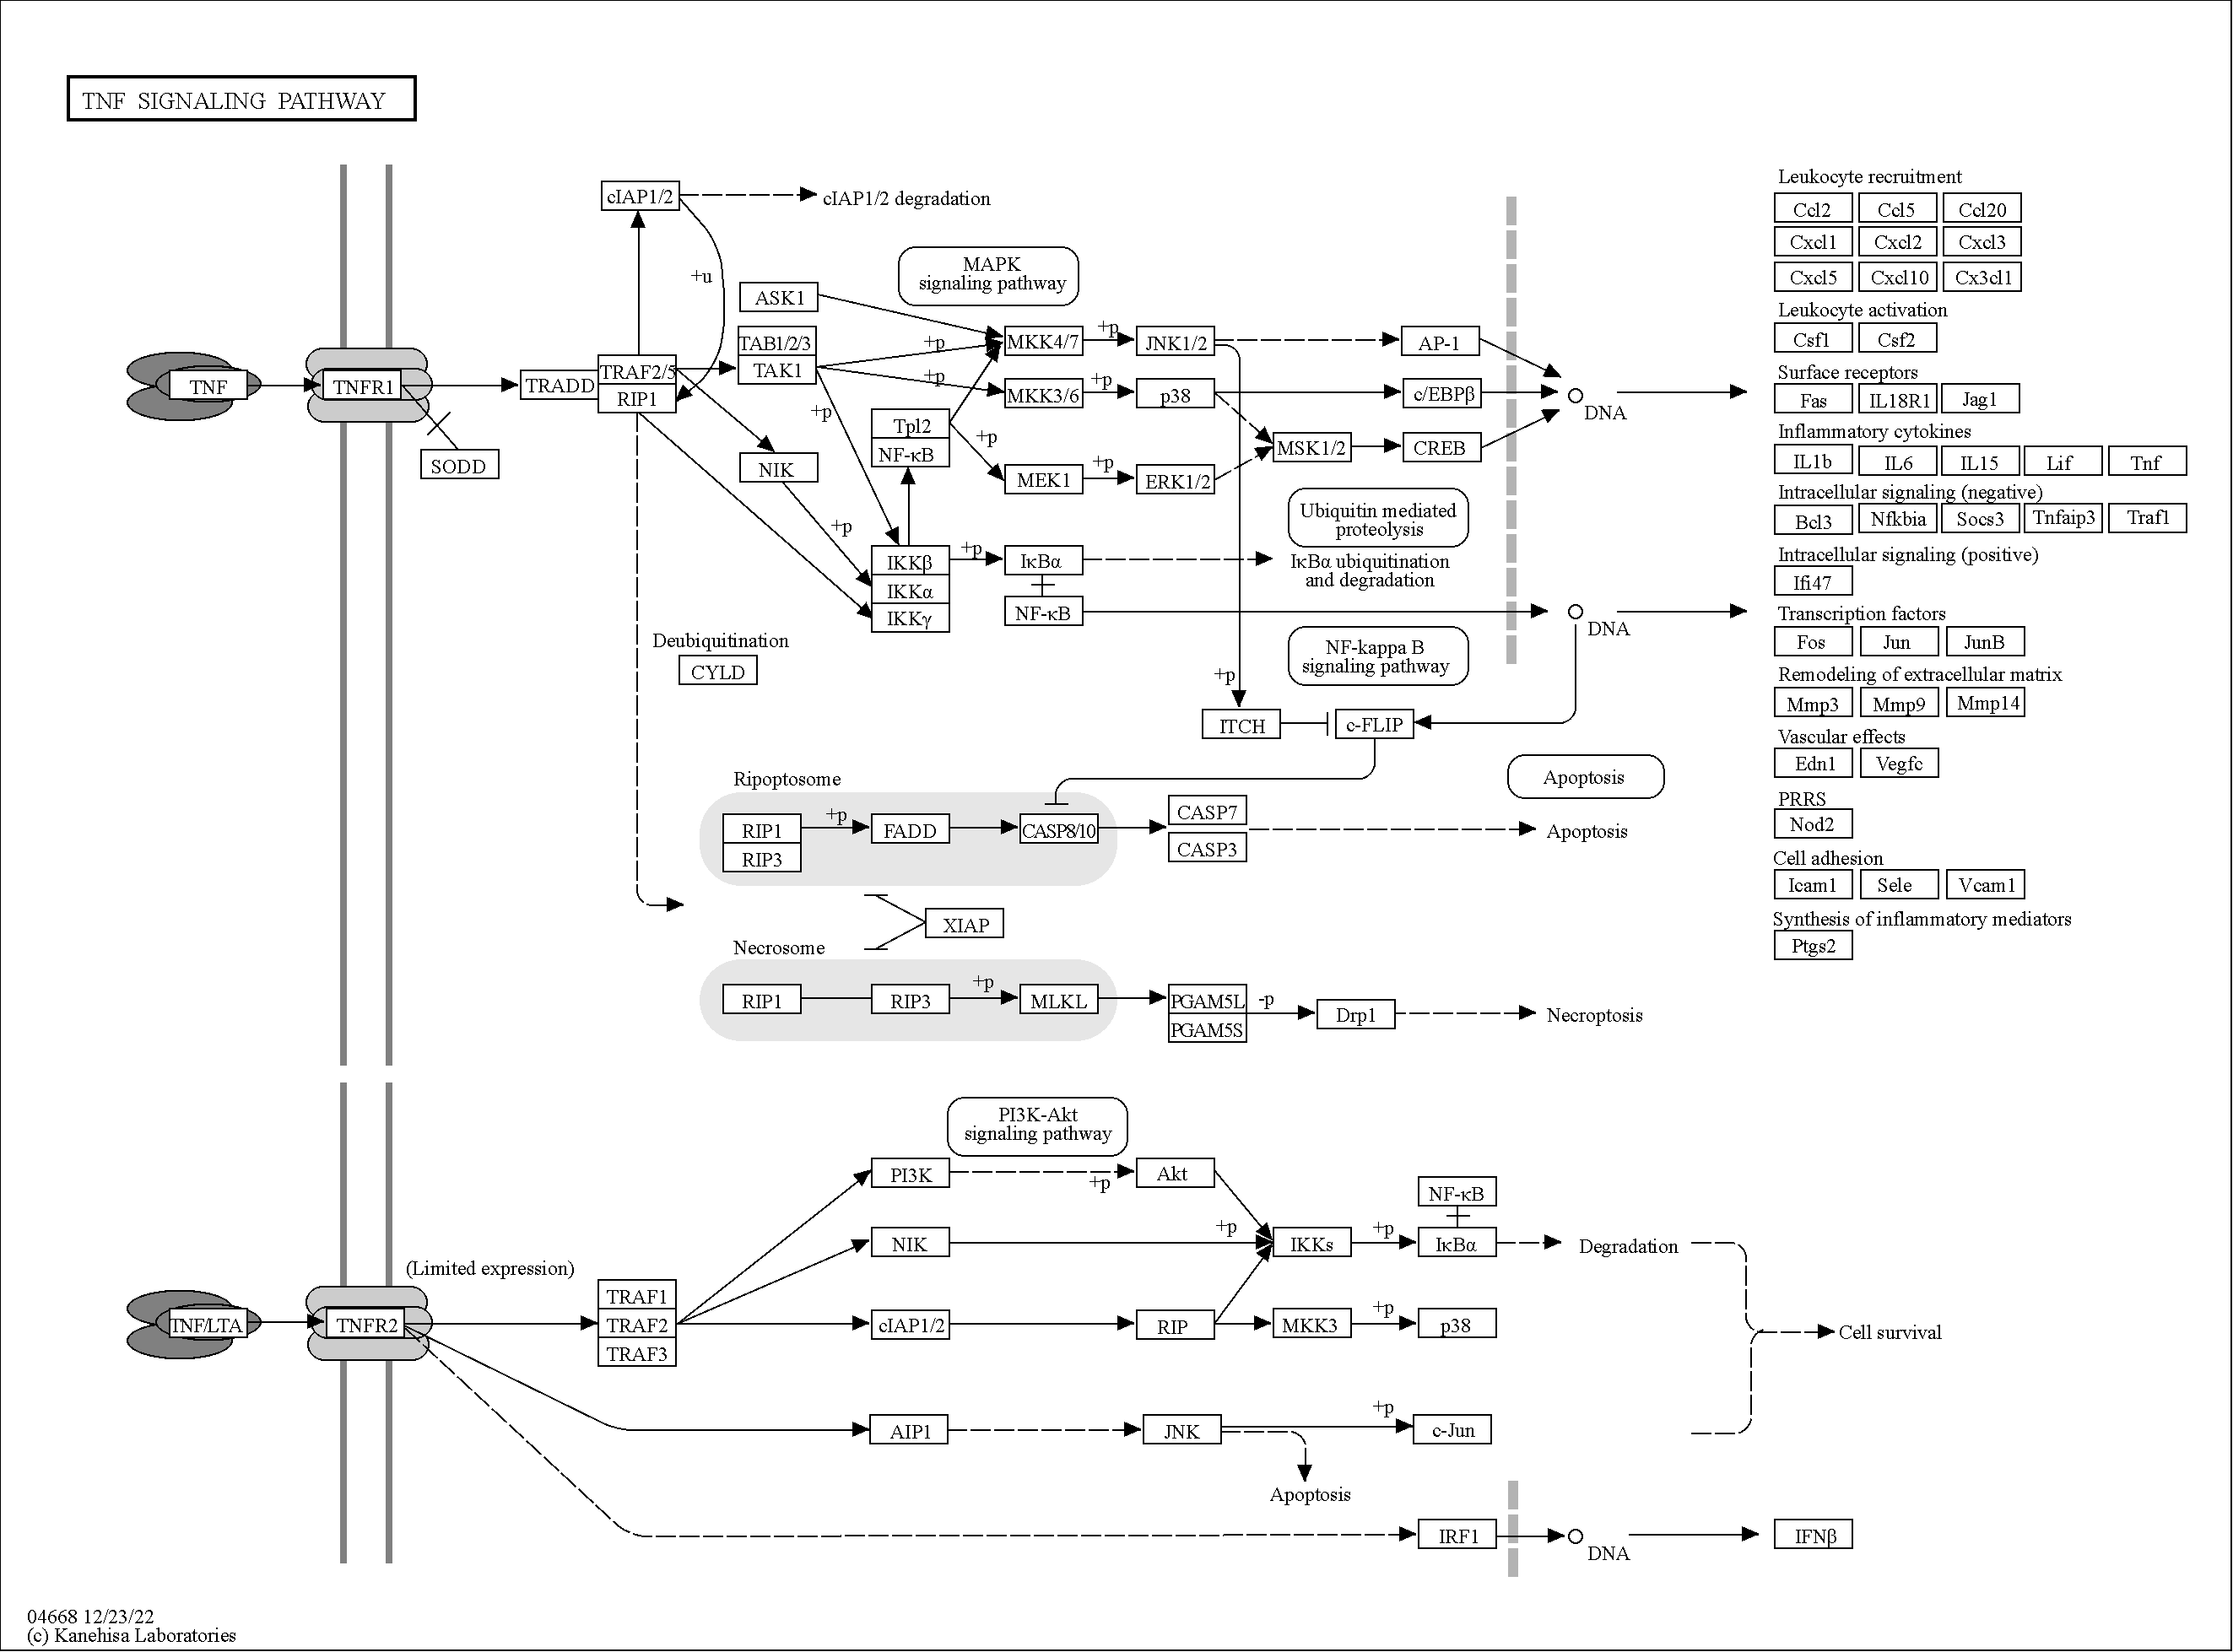 TNF SIGNALING PATHWAY
cIAP1/2
cIAP1/2 degradation
+u
MAPK
signaling pathway
ASK1
TAB1/2/3
TAK1
MKK4/7
+p
JNK1/2
AP-1
+p
TNF
TNFR1
TRADD
TRAF2/5
RIP1
+p
MKK3/6
+p
p38
c/EBPβ
DNA
+p
Tpl2
NF-κB
+p
MSK1/2
CREB
SODD
NIK
MEK1
+p
ERK1/2
Ubiquitin mediated
proteolysis
+p
IKKβ
IKKα
IKKγ
+p
IκBα
IκBα ubiquitination
and degradation
NF-κB
DNA
Deubiquitination
CYLD
NF-kappa B
signaling pathway
+p
ITCH
c-FLIP
Ripoptosome
Apoptosis
RIP1
RIP3
+p
FADD
CASP8/10
CASP7
CASP3
Apoptosis
XIAP
Necrosome
RIP1
RIP3
+p
MLKL
PGAM5L
PGAM5S
-p
Drp1
Necroptosis
Leukocyte recruitment
Ccl2 Ccl5 Ccl20
Cxcl1 Cxcl2 Cxcl3
Cxcl5 Cxcl10 Cx3cl1
Leukocyte activation
Csf1 Csf2
Surface receptors
Fas IL18R1 Jag1
Inflammatory cytokines
IL1b IL6 IL15 Lif Tnf
Intracellular signaling (negative)
Bcl3 Nfkbia Socs3 Tnfaip3 Traf1
Intracellular signaling (positive)
Ifi47
Transcription factors
Fos Jun JunB
Remodeling of extracellular matrix
Mmp3 Mmp9 Mmp14
Vascular effects
Edn1 Vegfc
PRRS
Nod2
Cell adhesion
Icam1 Sele Vcam1
Synthesis of inflammatory mediators
Ptgs2
PI3K-Akt
signaling pathway
PI3K
+p
Akt
NF-κB
NIK
+p
IKKs
+p
IκBα
Degradation
(Limited expression)
TNF/LTA
TNFR2
TRAF1
TRAF2
TRAF3
cIAP1/2
RIP
MKK3
+p
p38
Cell survival
AIP1
JNK
+p
c-Jun
Apoptosis
IRF1
DNA
IFNβ
04668 12/23/22
(c) Kanehisa Laboratories